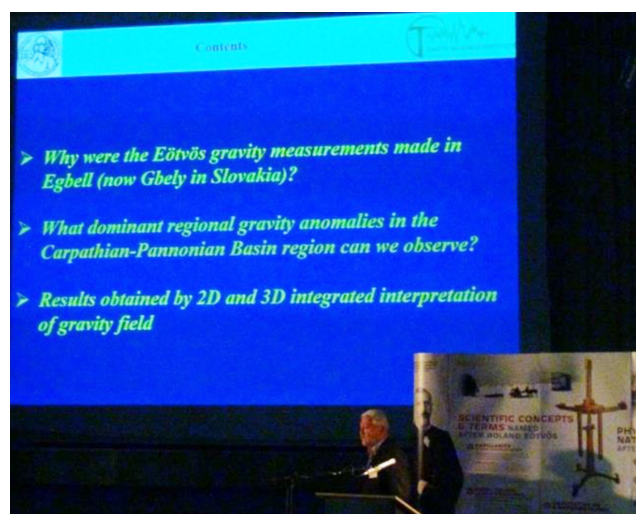 Contents
➤ Why were the Eötvös gravity measurements made in
Egbell (now Gbely in Slovakia)?
➤ What dominant regional gravity anomalies in the
Carpathian-Pannonian Basin region can we observe?
➤ Results obtained by 2D and 3D integrated interpretation
of gravity field
SCIENTIFIC CONCEPTS
& TERMS NAMED
AFTER ROLAND EÖTVÖS